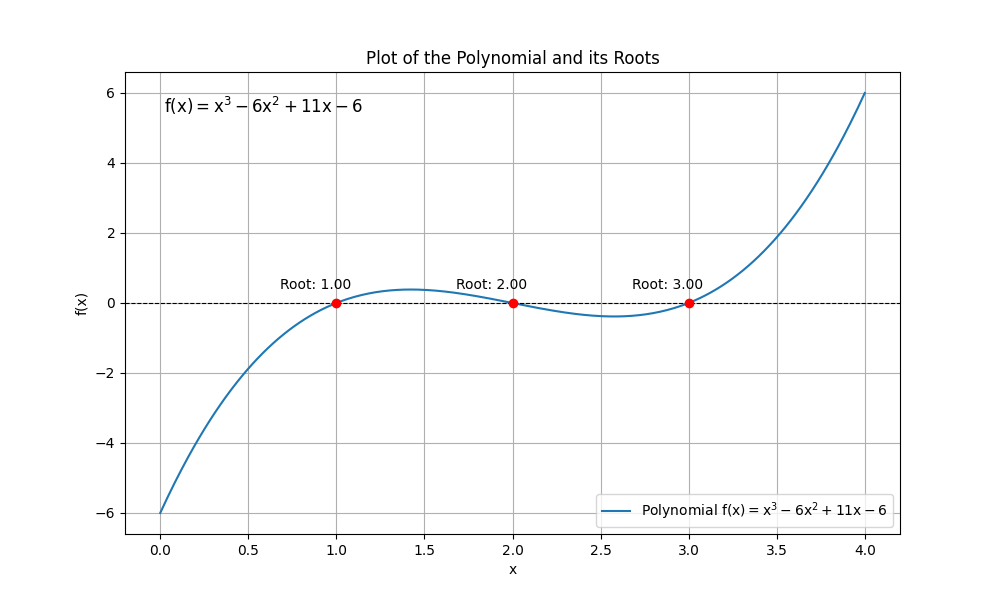 Plot of the Polynomial and its Roots
f(x) = x³ − 6x² + 11x − 6
6
4
2
0
−2
−4
−6
f(x)
Root: 1.00
Root: 2.00
Root: 3.00
Polynomial f(x) = x³ − 6x² + 11x − 6
0.0
0.5
1.0
1.5
2.0
2.5
3.0
3.5
4.0
x